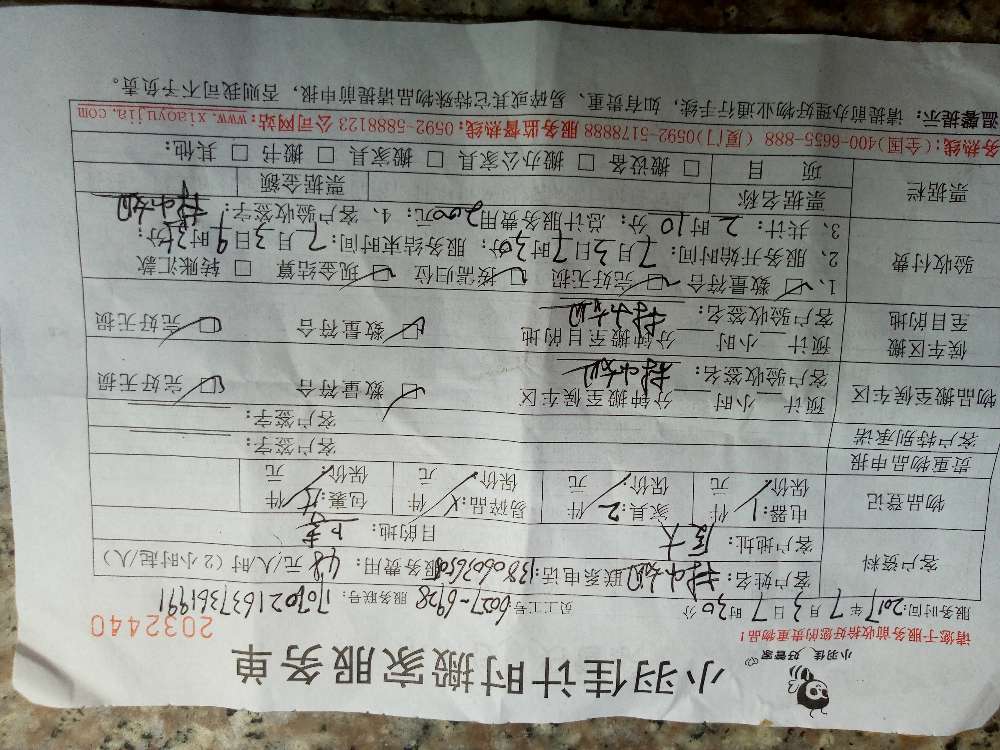 小羽佳 好管家
小羽佳计时搬家服务单
请您于服务前收拾好您的贵重物品！
2032440
服务时间：2017年7月3日7时30分 员工工号：6027-6928 服务联号：
客户资料
客户姓名： 联系电话： 服务费用：48元/人/时（2小时/人起）
客户地址：厦大 目的地：
物品登记
电器：1件 家具：2件 易碎品：X件 包裹： 件
保价： 元 保价： 元 保价 元 保价： 元
贵重物品申报 客户签字：
客户特别承诺 客户签字：
物品搬至候车区
预计 小时 分钟搬至候车区 数量符合 完好无损
客户验收签名：
候车区搬至目的地
预计 小时 分钟搬至目的地 数量符合 完好无损
客户验收签名：
验收付费
1、 数量符合 完好无损 按需归位 现金结算 转账汇款
2、服务开始时间：7月3日7时30分； 服务结束时间：7月3日9时 分；
3、共计：2时10分；总计服务费用200元；4、客户验收签字：
票据栏
票据名称 票据金额
项目 搬设备 搬办公家具 搬家具 搬书 其他：
务热线：(全国)400-6655-888 (厦门)0592-5178888 服务监督热线：0592-5888123 公司网站：www.xiaoyujia.com
温馨提示：请提前办理好物业通行手续，如有贵重、易碎或其它特殊物品请提前申报，否则我司不予负责。